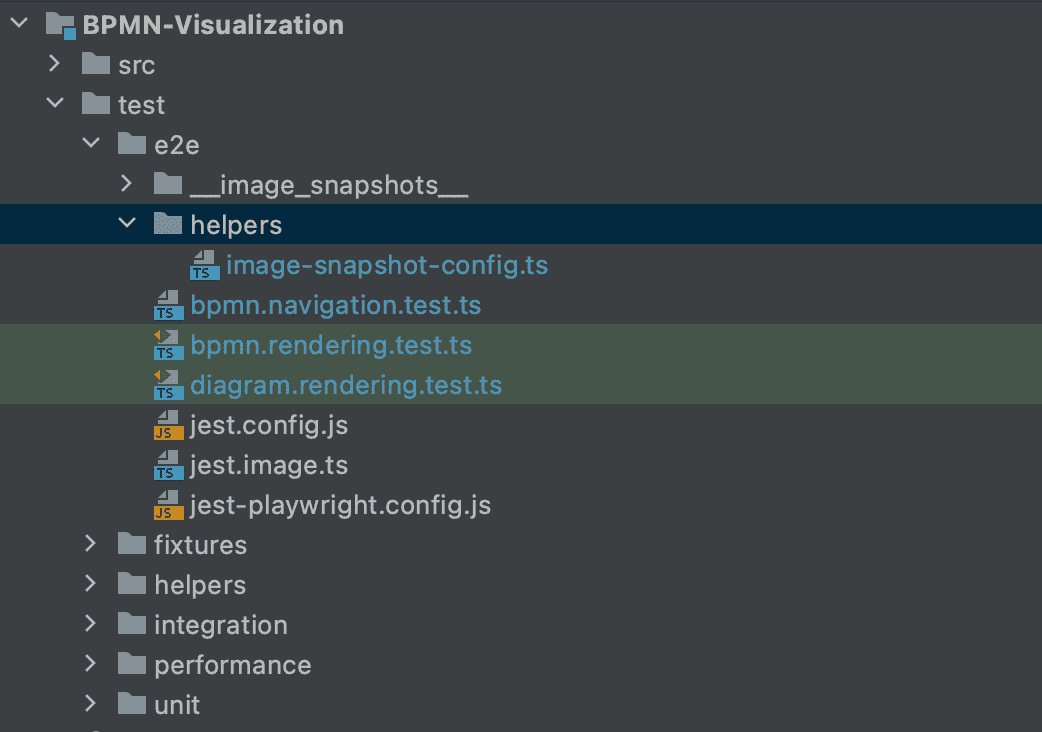 BPMN-Visualization
src
test
e2e
__image_snapshots__
helpers
TS image-snapshot-config.ts
TS bpmn.navigation.test.ts
TS bpmn.rendering.test.ts
TS diagram.rendering.test.ts
JS jest.config.js
TS jest.image.ts
JS jest-playwright.config.js
fixtures
helpers
integration
performance
unit